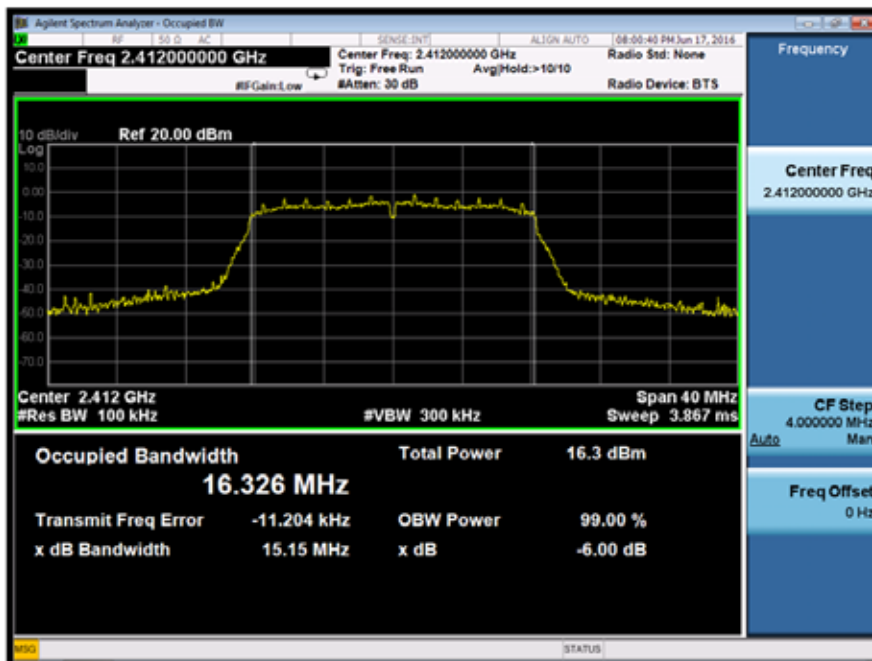 Agilent Spectrum Analyzer - Occupied BW
RF 50 Ω AC SENSE:INT ALIGN AUTO 08:00:40 PM Jun 17, 2016
Center Freq 2.412000000 GHz
Center Freq: 2.412000000 GHz Radio Std: None
Trig: Free Run Avg|Hold:>10/10
#IFGain:Low #Atten: 30 dB Radio Device: BTS
Frequency
10 dB/div Ref 20.00 dBm
Log
10.0
0.00
-10.0
-20.0
-30.0
-40.0
-50.0
-60.0
-70.0
Center Freq
2.412000000 GHz
Center 2.412 GHz Span 40 MHz
#Res BW 100 kHz #VBW 300 kHz Sweep 3.867 ms
CF Step
4.000000 MHz
Auto Man
Occupied Bandwidth Total Power 16.3 dBm
16.326 MHz
Transmit Freq Error -11.204 kHz OBW Power 99.00 %
x dB Bandwidth 15.15 MHz x dB -6.00 dB
Freq Offset
0 Hz
MSG STATUS